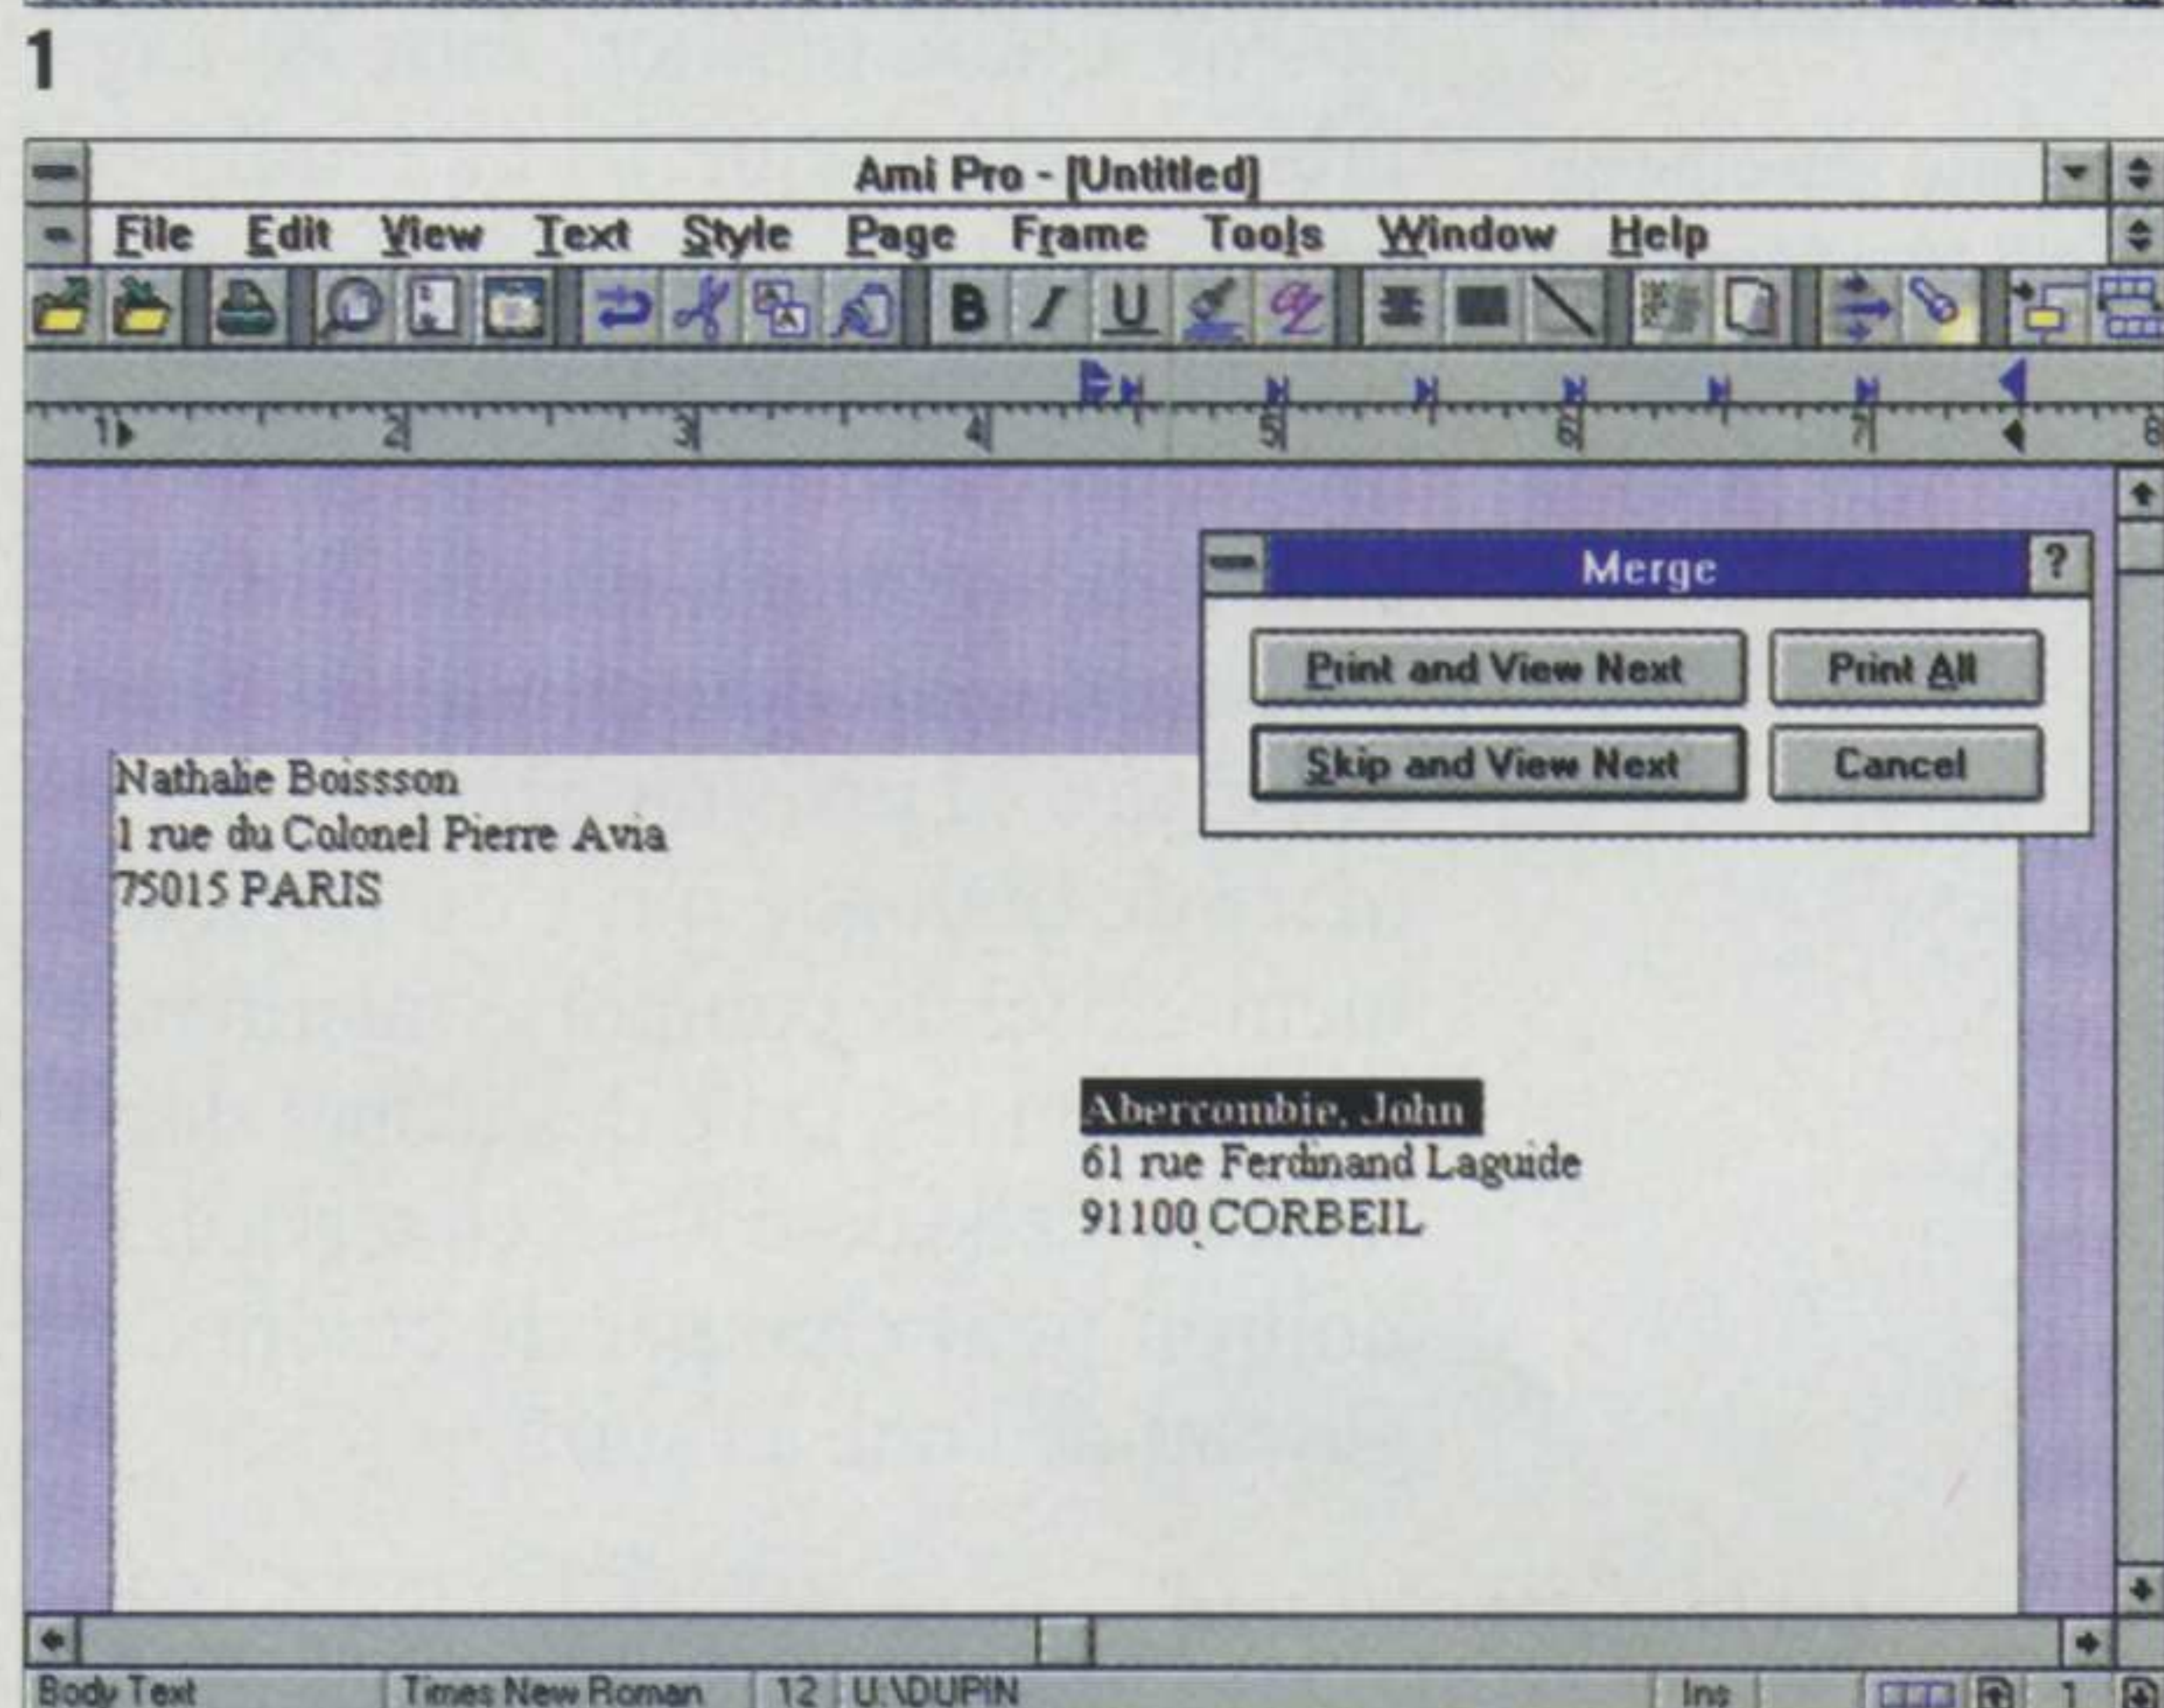 1
Ami Pro - [Untitled]
File Edit View Text Style Page Frame Tools Window Help
B I U
1 2 3 4 5 6 7 8
Merge ?
Print and View Next Print All
Skip and View Next Cancel
Nathalie Boissson
1 rue du Colonel Pierre Avia
75015 PARIS
Abercombie, John
61 rue Ferdinand Laguide
91100 CORBEIL
Body Text Times New Roman 12 U:\DUPIN Ins 1